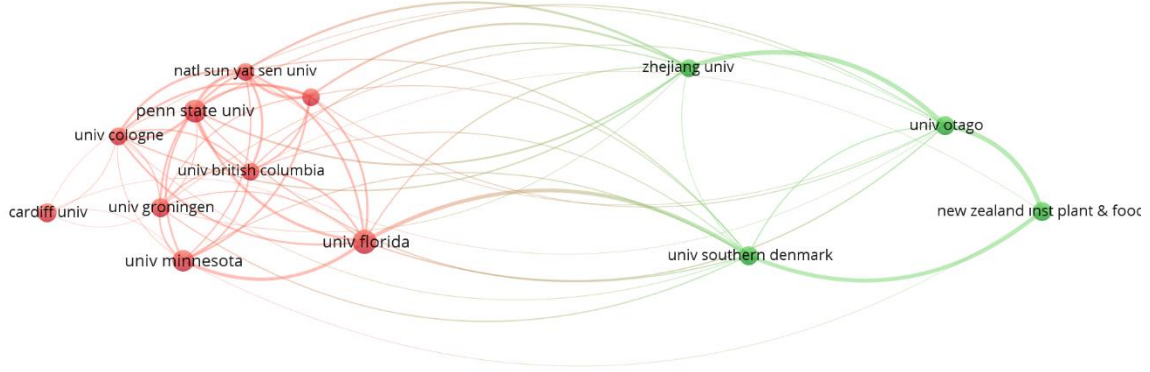 zhejiang univ
natl sun yat sen univ
penn state univ
univ otago
univ cologne
univ british columbia
univ groningen
cardiff univ
new zealand inst plant & food
univ florida
univ southern denmark
univ minnesota